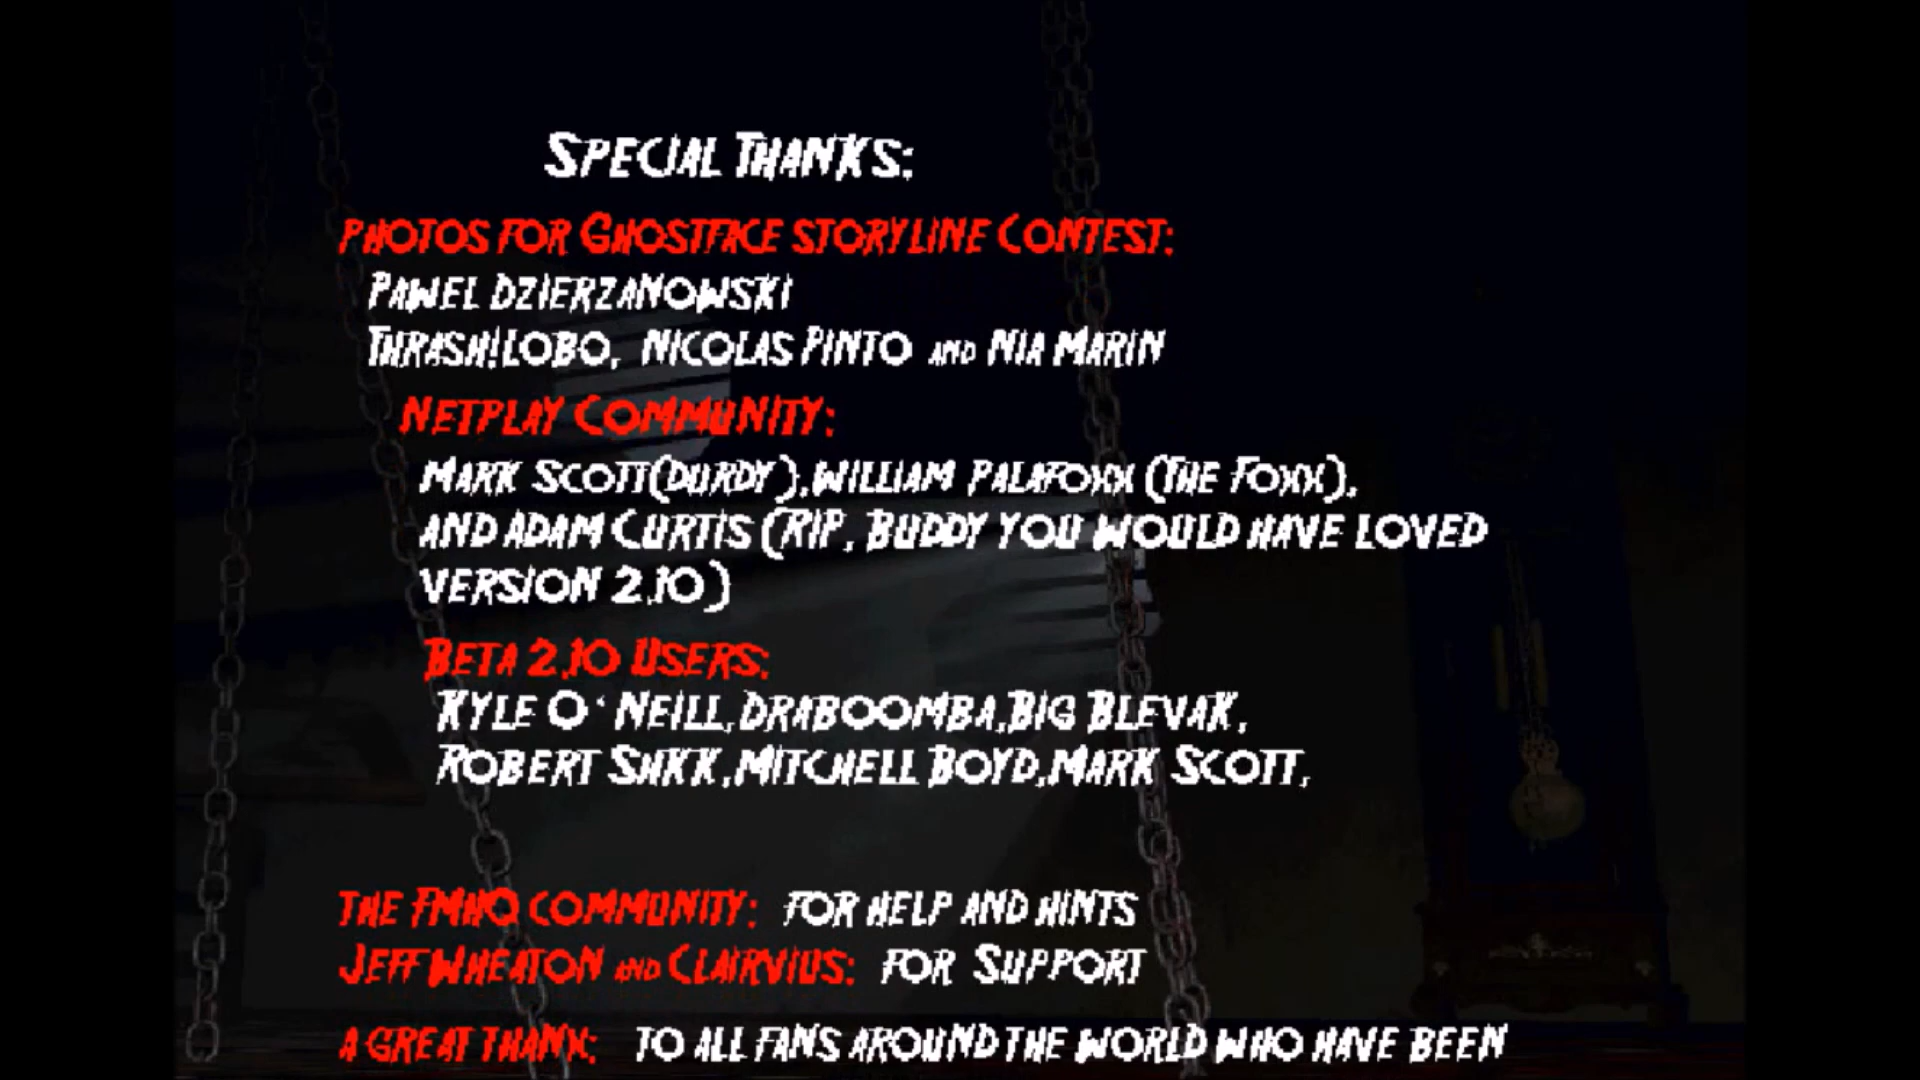 Special Thanks:
Photos for Ghostface storyline Contest:
Pawel Dzierzanowski
Thrash!Lobo, Nicolas Pinto and Nia Marin
Netplay Community:
Mark Scott(Durdy),William Palafoxx (The Foxx),
and Adam Curtis (RIP, Buddy you would have loved
version 2.10)
Beta 2.10 Users:
Kyle O'Neill,Draboomba,Big Blevak,
Robert Shkk,Mitchell Boyd,Mark Scott,
The FMHO community: for help and hints
Jeff Wheaton and Clairvius: for Support
A great thank: to all fans around the world who have been